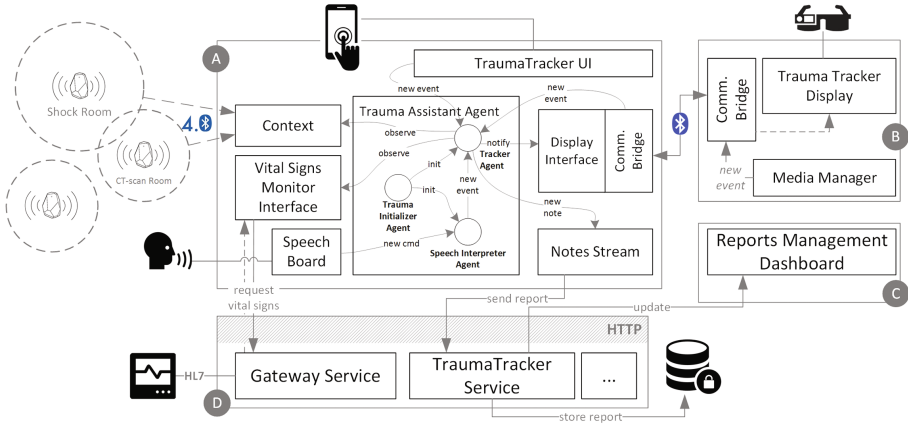 A
TraumaTracker UI
Shock Room
4.0
CT-scan Room
new event
new
event
Trauma Assistant Agent
Context
observe
observe
notify
Tracker
Agent
Display
Interface
Comm.
Bridge
Vital Signs
Monitor
Interface
init
init
new
event
Trauma
Initializer
Agent
new
note
Speech
Board
new cmd
Speech Interpreter
Agent
Notes Stream
Comm.
Bridge
Trauma Tracker
Display
B
new
event
Media Manager
Reports Management
Dashboard
C
request
vital signs
send report
update
HTTP
HL7
Gateway Service
TraumaTracker
Service
...
D
store report